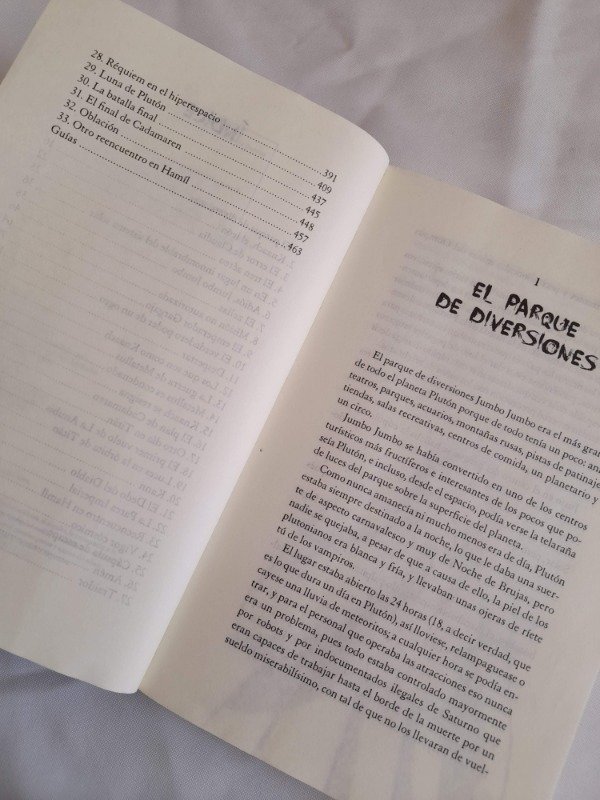 28. Réquiem en el hiperespacio ........ 391
29. Luna de Plutón ........ 409
30. La batalla final ........ 437
31. El final de Cadamaren ........ 445
32. Oblación ........ 448
33. Otro reencuentro en Hamíl ........ 457
Guías ........ 463
1
EL PARQUE
DE DIVERSIONES
El parque de diversiones Jumbo Jumbo era el más gran-
de todo el planeta Plutón porque de todo tenía un poco:
teatros, parques, acuarios, montañas rusas, pistas de patinaje,
tiendas, salas recreativas, centros de comida, un planetario y
un circo.
Jumbo Jumbo se había convertido en uno de los centros
turísticos más fructíferos e interesantes de los pocos que po-
seía Plutón, e incluso, desde el espacio, podía verse la telaraña
de luces del parque sobre la superficie del planeta.
Como nunca amanecía ni mucho menos era de día, Plutón
estaba siempre destinado a la noche, lo que le daba una suer-
te de aspecto carnavalesco y muy de Noche de Brujas, pero
nadie se quejaba, a pesar de que a causa de ello, la piel de los
plutonianos era blanca y fría, y llevaban unas ojeras de ríete
tú de los vampiros.
El lugar estaba abierto las 24 horas (18, a decir verdad, que
es lo que dura un día en Plutón), así lloviese, relampaguease o
cayese una lluvia de meteoritos; a cualquier hora se podía en-
trar, y para el personal que operaba las atracciones eso nunca
era un problema, pues todo estaba controlado mayormente
por robots y por indocumentados ilegales de Saturno que
eran capaces de trabajar hasta el borde de la muerte por un
sueldo miserabilísimo, con tal de que no los llevaran de vuel-